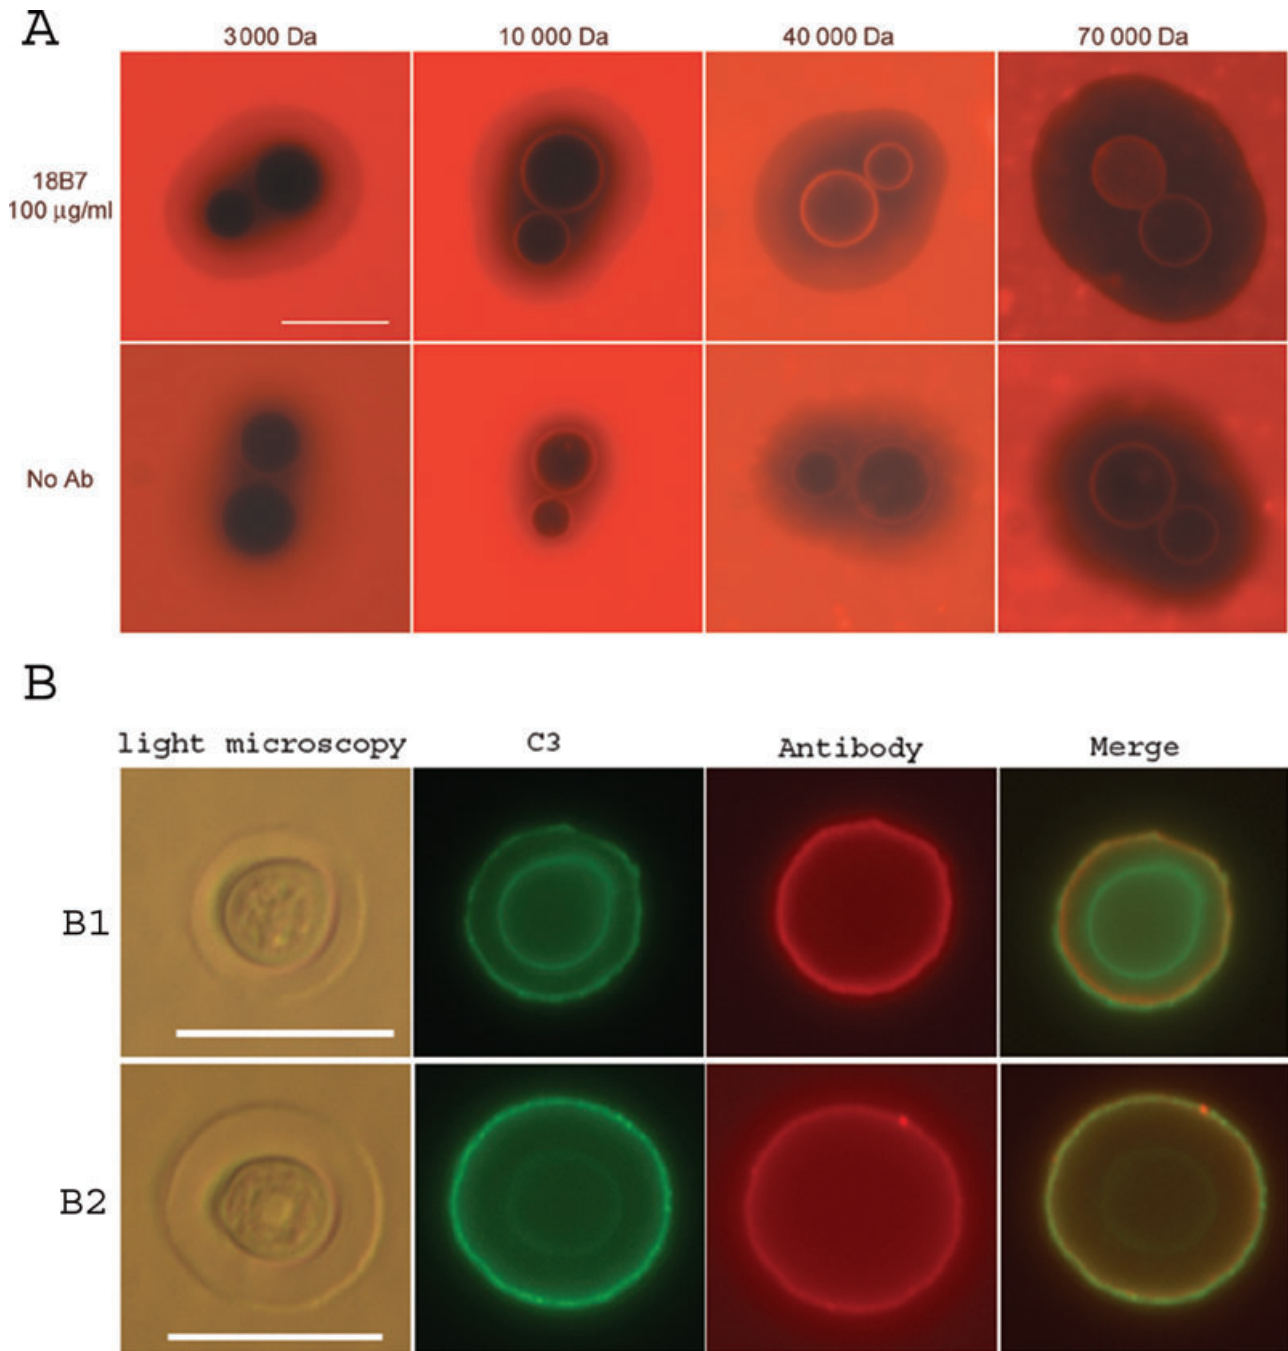 A
3000 Da 10 000 Da 40 000 Da 70 000 Da
18B7
100 µg/ml
No Ab
B
light microscopy C3 Antibody Merge
B1
B2